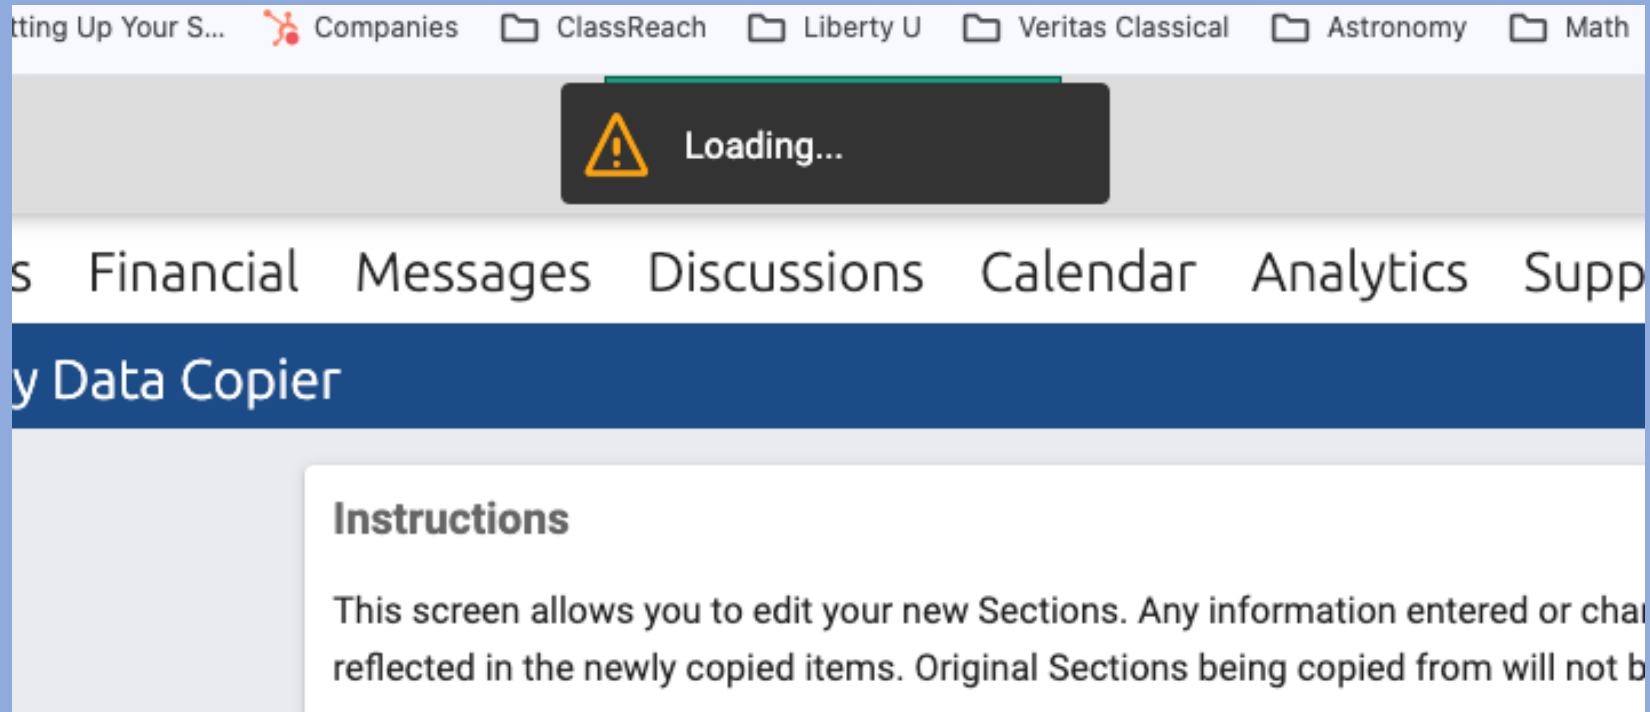 tting Up Your S... Companies ClassReach Liberty U Veritas Classical Astronomy Math
Loading...
s Financial Messages Discussions Calendar Analytics Supp
y Data Copier
Instructions
This screen allows you to edit your new Sections. Any information entered or char
reflected in the newly copied items. Original Sections being copied from will not b